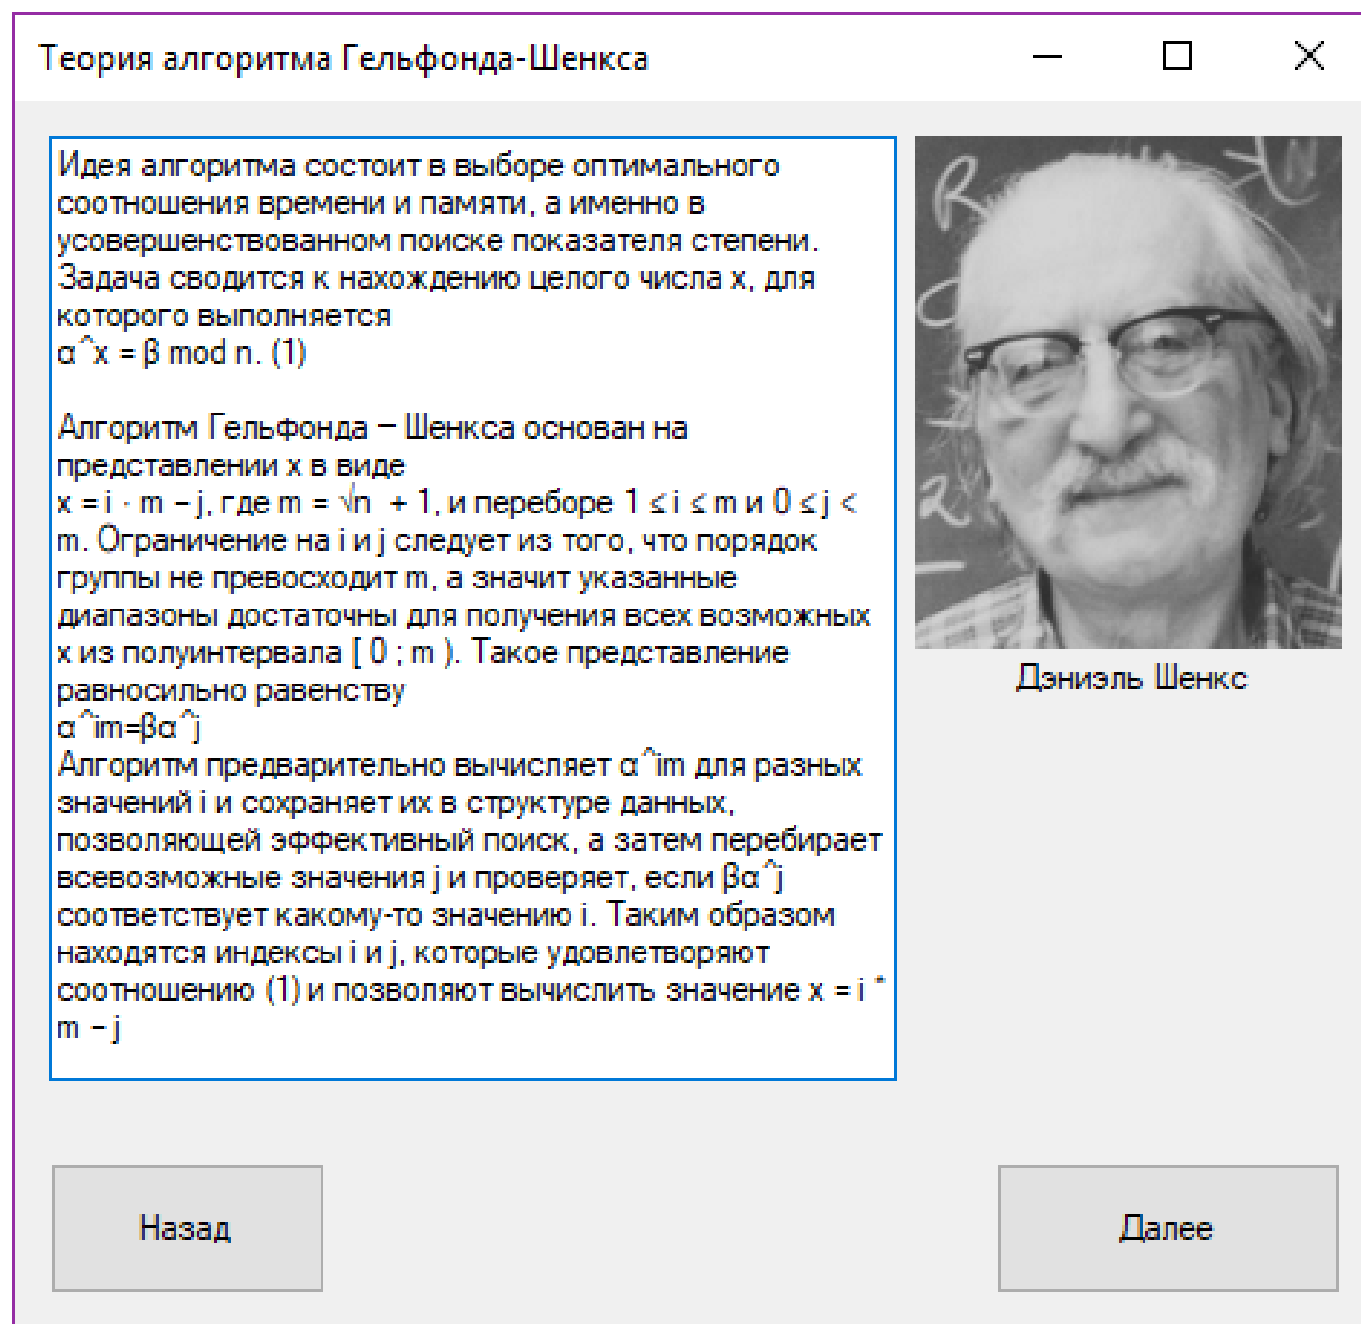 Теория алгоритма Гельфонда-Шенкса
Идея алгоритма состоит в выборе оптимального
соотношения времени и памяти, а именно в
усовершенствованном поиске показателя степени.
Задача сводится к нахождению целого числа x, для
которого выполняется
α^x = β mod n. (1)
Алгоритм Гельфонда – Шенкса основан на
представлении x в виде
x = i · m – j, где m = √n + 1, и переборе 1 ≤ i ≤ m и 0 ≤ j <
m. Ограничение на i и j следует из того, что порядок
группы не превосходит m, а значит указанные
диапазоны достаточны для получения всех возможных
x из полуинтервала [ 0 ; m ). Такое представление
равносильно равенству
α^im=βα^j
Алгоритм предварительно вычисляет α^im для разных
значений i и сохраняет их в структуре данных,
позволяющей эффективный поиск, а затем перебирает
всевозможные значения j и проверяет, если βα^j
соответствует какому-то значению i. Таким образом
находятся индексы i и j, которые удовлетворяют
соотношению (1) и позволяют вычислить значение x = i *
m – j
Дэниэль Шенкс
Назад
Далее